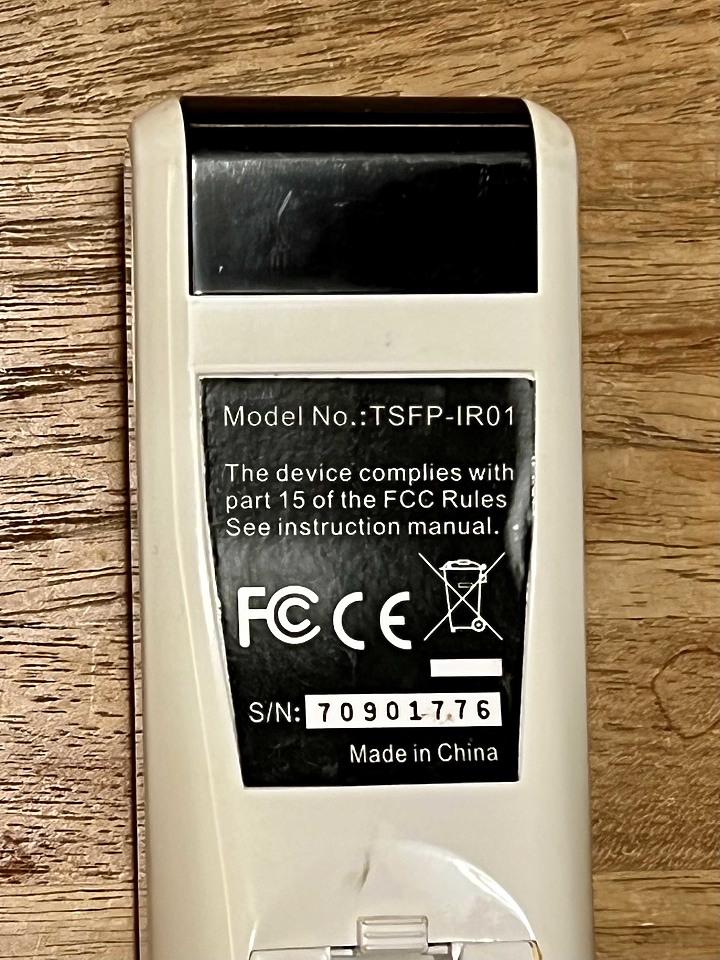 Model No.:TSFP-IR01
The device complies with
part 15 of the FCC Rules
See instruction manual.
FCC CE
S/N: 70901776
Made in China